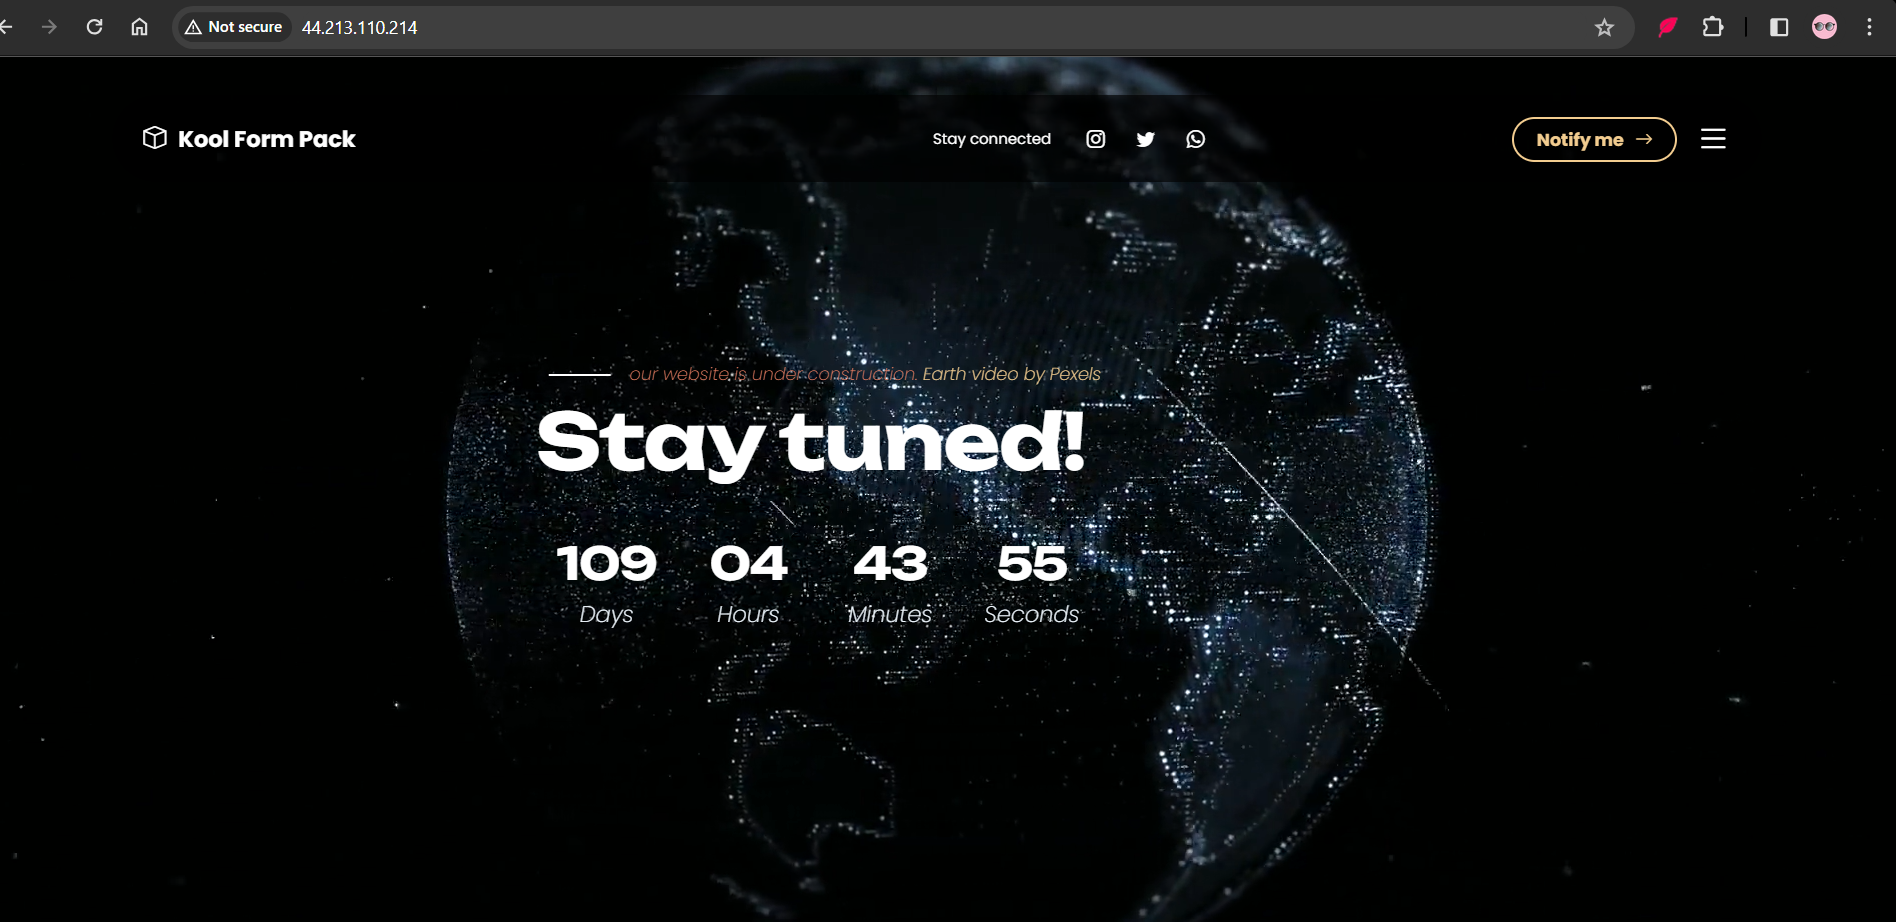 Not secure 44.213.110.214
Kool Form Pack
Stay connected
Notify me →
our website is under construction. Earth video by Pexels
Stay tuned!
109 04 43 55
Days Hours Minutes Seconds